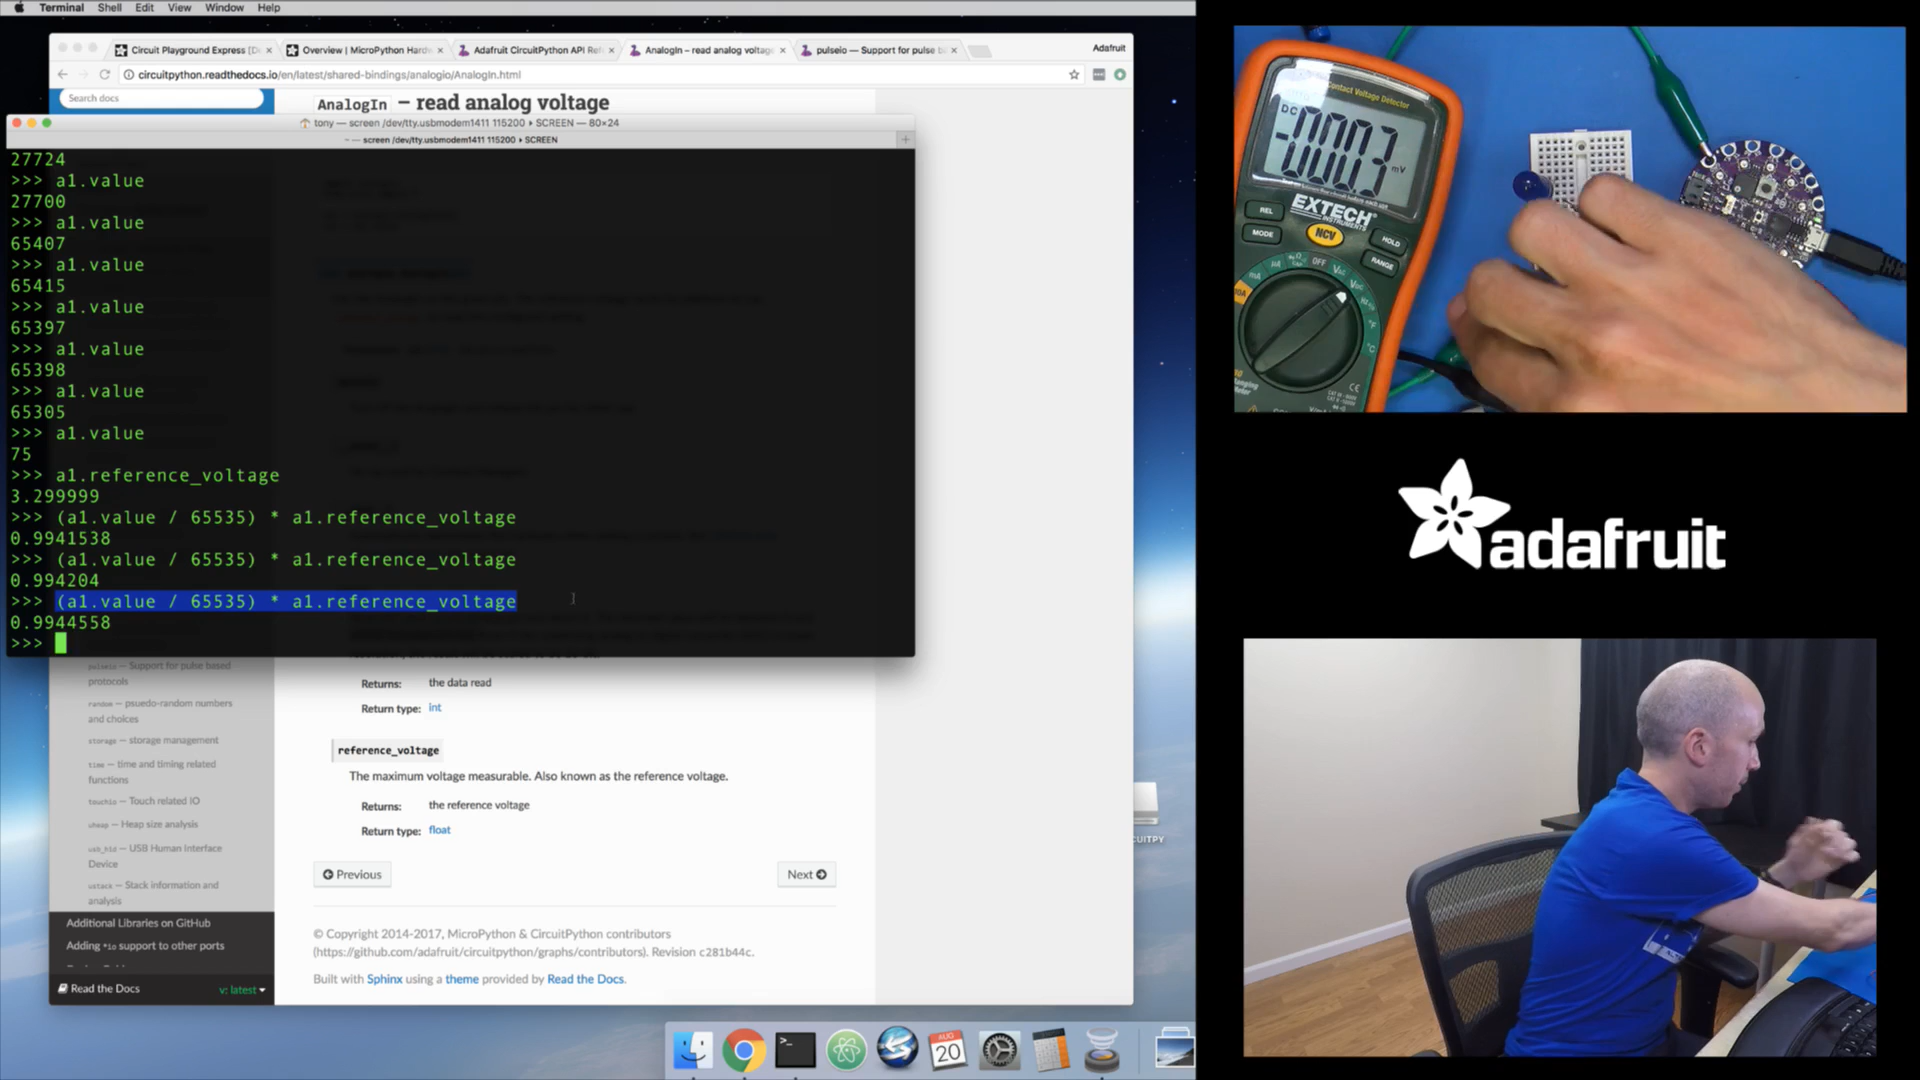 Terminal Shell Edit View Window Help
Circuit Playground Express [D
Overview | MicroPython Hardw
Adafruit CircuitPython API Ref
AnalogIn – read analog voltage
pulseio — Support for pulse b
Adafruit
circuitpython.readthedocs.io/en/latest/shared-bindings/analogio/AnalogIn.html
Search docs
AnalogIn – read analog voltage
tony — screen /dev/tty.usbmodem1411 115200 ▸ SCREEN — 80×24
~ — screen /dev/tty.usbmodem1411 115200 ▸ SCREEN
27724
>>> a1.value
27700
>>> a1.value
65407
>>> a1.value
65415
>>> a1.value
65397
>>> a1.value
65398
>>> a1.value
65305
>>> a1.value
75
>>> a1.reference_voltage
3.299999
>>> (a1.value / 65535) * a1.reference_voltage
0.9941538
>>> (a1.value / 65535) * a1.reference_voltage
0.994204
>>> (a1.value / 65535) * a1.reference_voltage
0.9944558
>>>
pulseio — Support for pulse based
protocols
random — psuedo-random numbers
and choices
storage — storage management
time — time and timing related
functions
touchio — Touch related IO
uheap — Heap size analysis
usb_hid — USB Human Interface
Device
ustack — Stack information and
analysis
Additional Libraries on GitHub
Adding *io support to other ports
Read the Docs
v: latest
Returns: the data read
Return type: int
reference_voltage
The maximum voltage measurable. Also known as the reference voltage.
Returns: the reference voltage
Return type: float
Previous
Next
© Copyright 2014-2017, MicroPython & CircuitPython contributors
(https://github.com/adafruit/circuitpython/graphs/contributors). Revision c281b44c.
Built with Sphinx using a theme provided by Read the Docs.
CUITPY
AUG
20
Contact Voltage Detector
DC
-000.3
mV
EXTECH
INSTRUMENTS
REL
NCV
HOLD
MODE
RANGE
OFF
adafruit